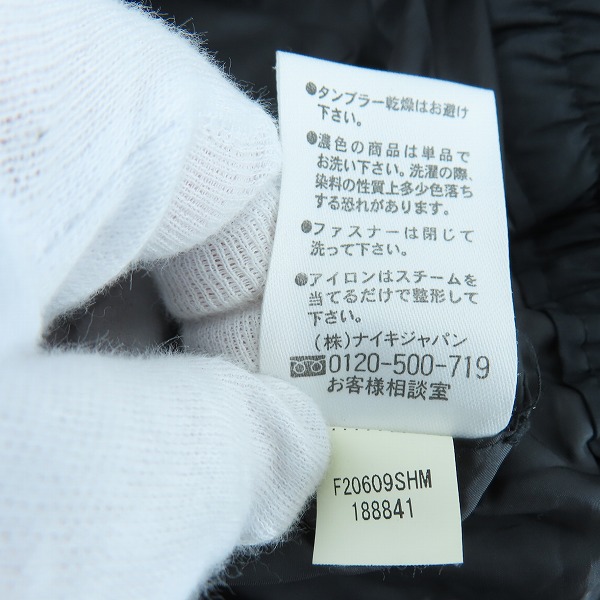 ●タンブラー乾燥はお避け
下さい。
●濃色の商品は単品で
お洗い下さい。洗濯の際、
染料の性質上多少色落ち
する恐れがあります。
●ファスナーは閉じて
洗って下さい。
●アイロンはスチームを
当てるだけで整形して
下さい。
(株)ナイキジャパン
0120-500-719
お客様相談室
F20609SHM
188841